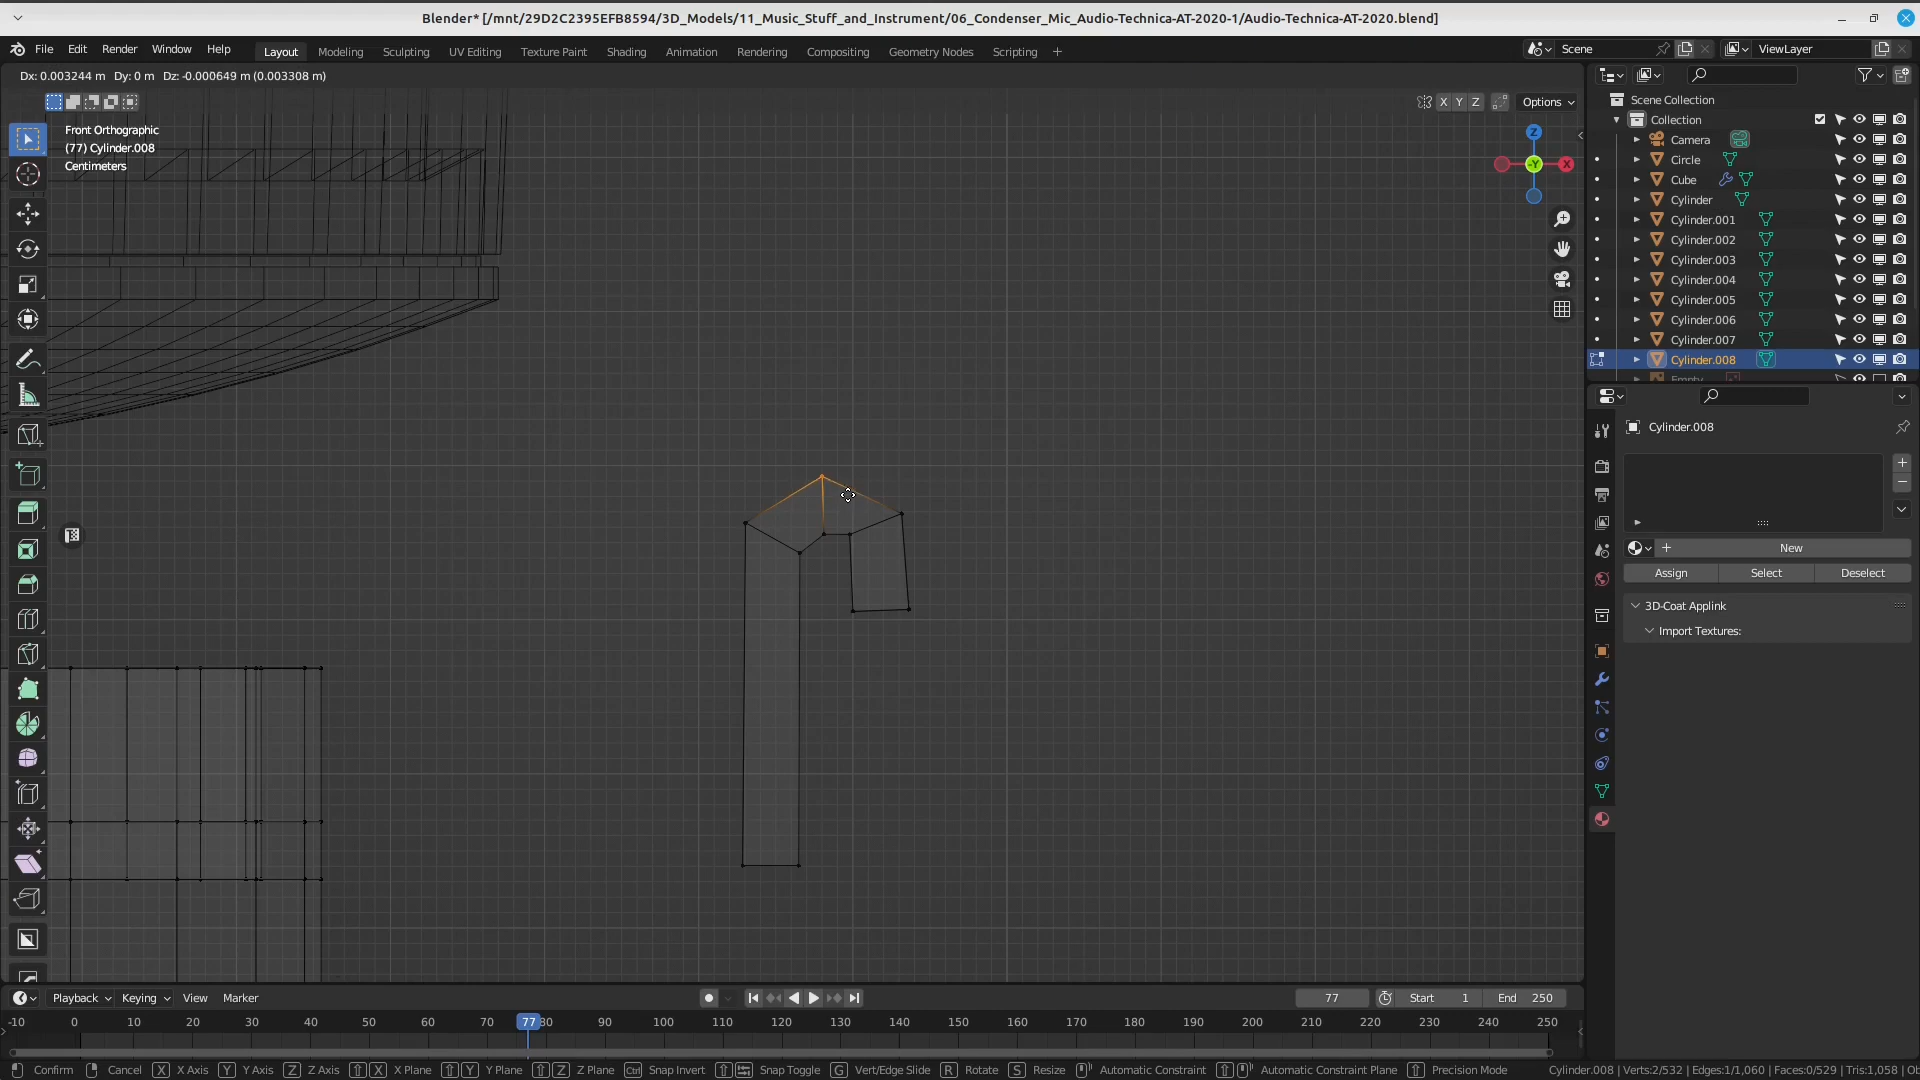 Blender* [/mnt/29D2C2395EFB8594/3D_Models/11_Music_Stuff_and_Instrument/06_Condenser_Mic_Audio-Technica-AT-2020-1/Audio-Technica-AT-2020.blend]
File Edit Render Window Help Layout Modeling Sculpting UV Editing Texture Paint Shading Animation Rendering Compositing Geometry Nodes Scripting + Scene ViewLayer
Dx: 0.003244 m Dy: 0 m Dz: -0.000649 m (0.003308 m)
X Y Z Options
Front Orthographic
(77) Cylinder.008
Centimeters
Z
-Y X
Scene Collection
Collection
Camera
Circle
Cube
Cylinder
Cylinder.001
Cylinder.002
Cylinder.003
Cylinder.004
Cylinder.005
Cylinder.006
Cylinder.007
Cylinder.008
Empty
Cylinder.008
New
Assign Select Deselect
3D-Coat Applink
Import Textures:
Playback Keying View Marker 77 Start 1 End 250
-10 0 10 20 30 40 50 60 70 77 80 90 100 110 120 130 140 150 160 170 180 190 200 210 220 230 240 250
Confirm Cancel X X Axis Y Y Axis Z Z Axis X X Plane Y Y Plane Z Z Plane Ctrl Snap Invert Snap Toggle G Vert/Edge Slide R Rotate S Resize Automatic Constraint Automatic Constraint Plane Precision Mode Cylinder.008 | Verts:2/532 | Edges:1/1,060 | Faces:0/529 | Tris:1,058 | Ob